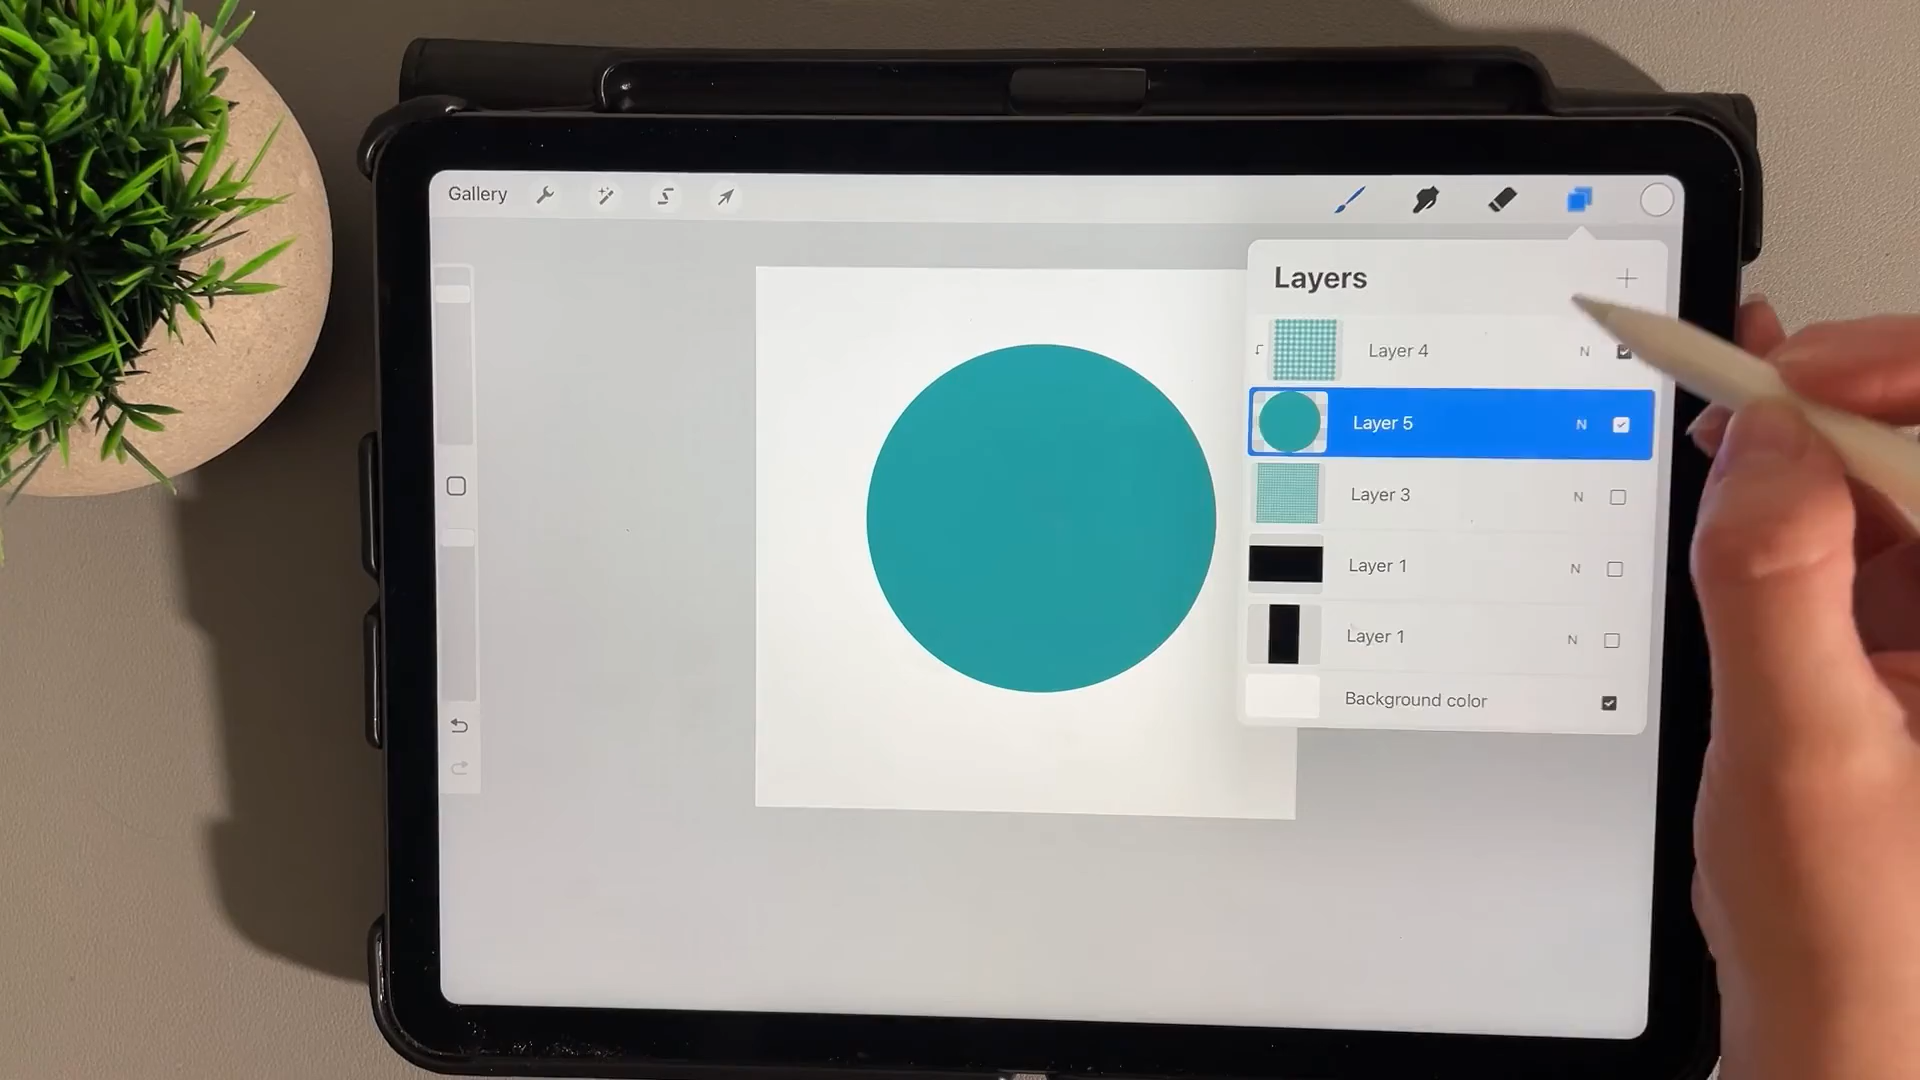 Gallery
Layers
Layer 4 N
Layer 5 N
Layer 3 N
Layer 1 N
Layer 1 N
Background color